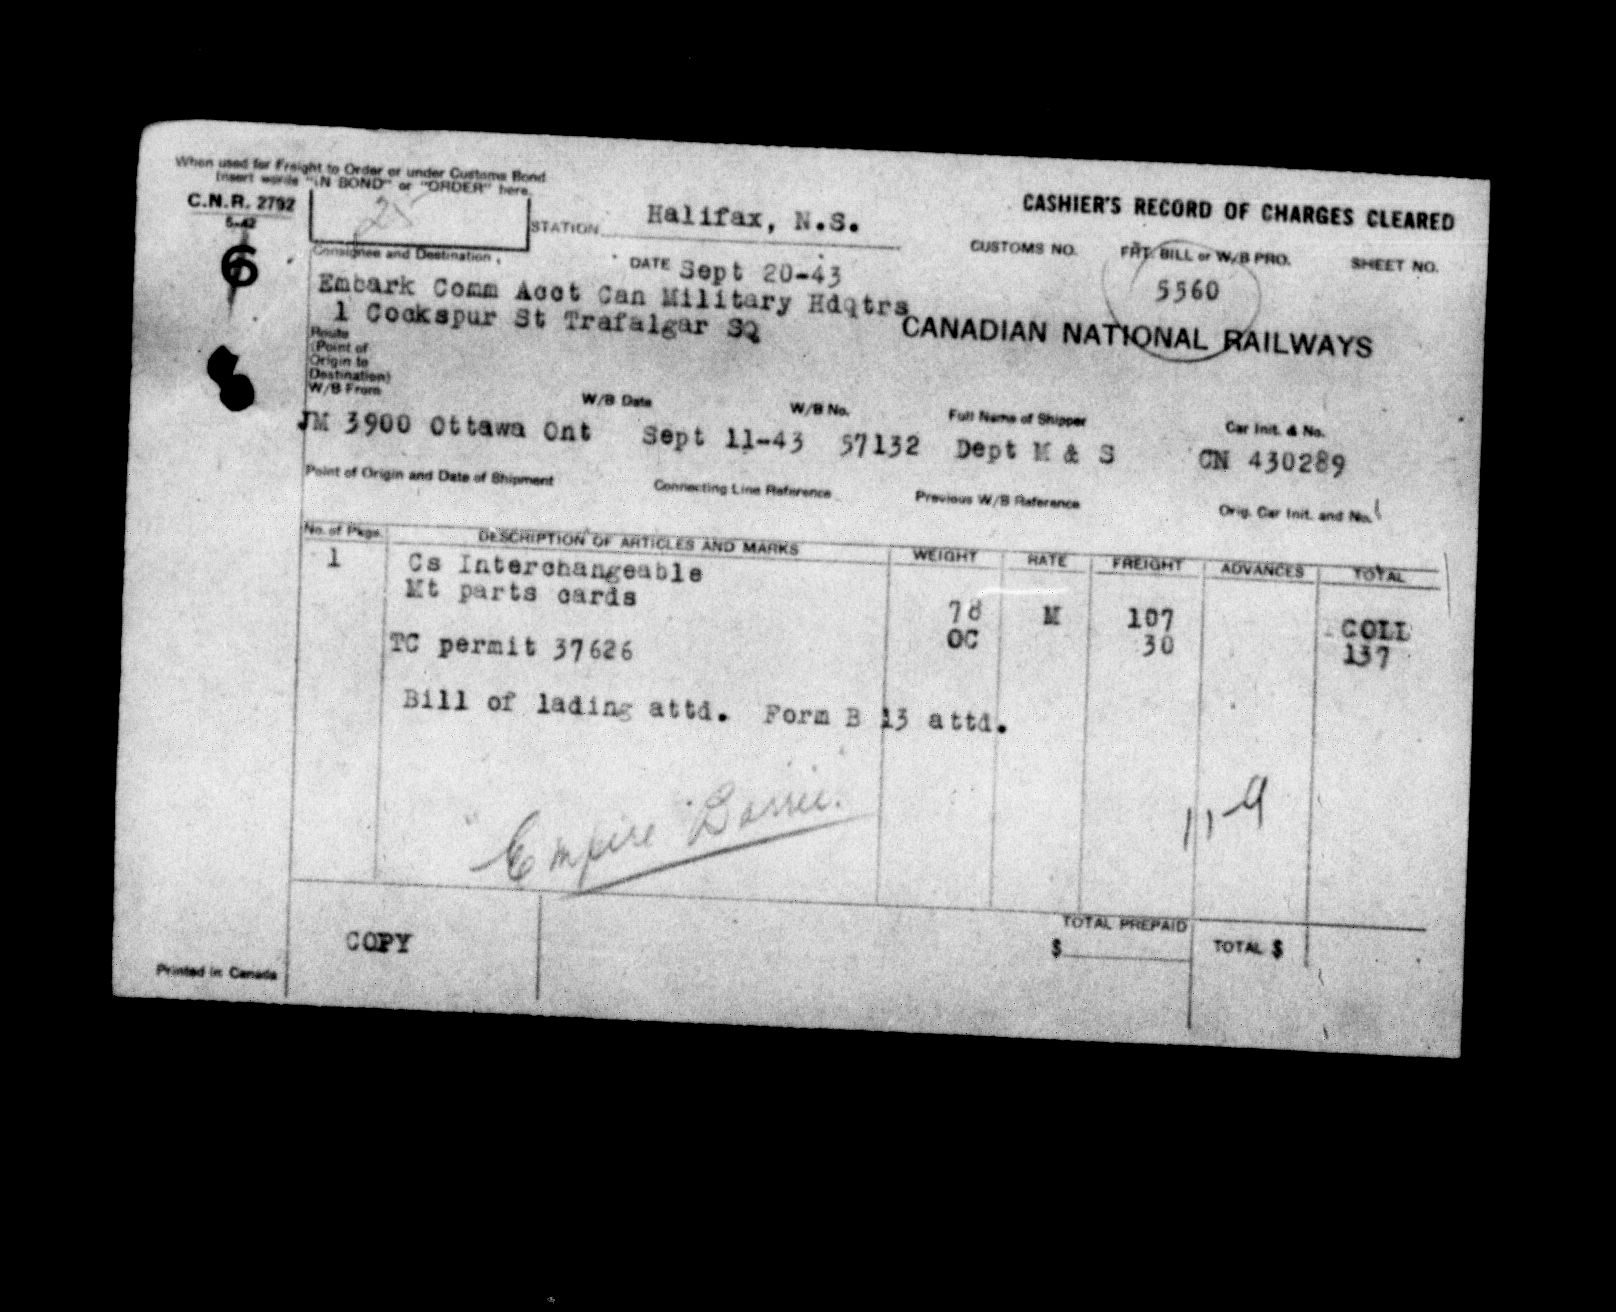 When used for Freight to Order or under Customs Bond
Insert words "IN BOND" or "ORDER" here.
C.N.R. 2792
5-42
25
STATION Halifax, N.S.
CASHIER'S RECORD OF CHARGES CLEARED
6
Consignee and Destination
DATE Sept 20-43
CUSTOMS NO. FRT. BILL or W/B PRO. SHEET NO.
5560
Embark Comm Acct Can Military Hdqtrs
1 Cockspur St Trafalgar SQ
CANADIAN NATIONAL RAILWAYS
Route
(Point of
Origin to
Destination)
W/B From W/B Date W/B No. Full Name of Shipper Car Init. & No.
JM 3900 Ottawa Ont Sept 11-43 57132 Dept M & S CN 430289
Point of Origin and Date of Shipment Connecting Line Reference Previous W/B Reference Orig. Car Init. and No.
No. of Pkgs. DESCRIPTION OF ARTICLES AND MARKS WEIGHT RATE FREIGHT ADVANCES TOTAL
1 Cs Interchangeable
Mt parts cards 78 M 107 COLL
OC 30 137
TC permit 37626
Bill of lading attd. Form B 13 attd.
"Empire Barrie.
11-9
TOTAL PREPAID
COPY $ TOTAL $
Printed in Canada